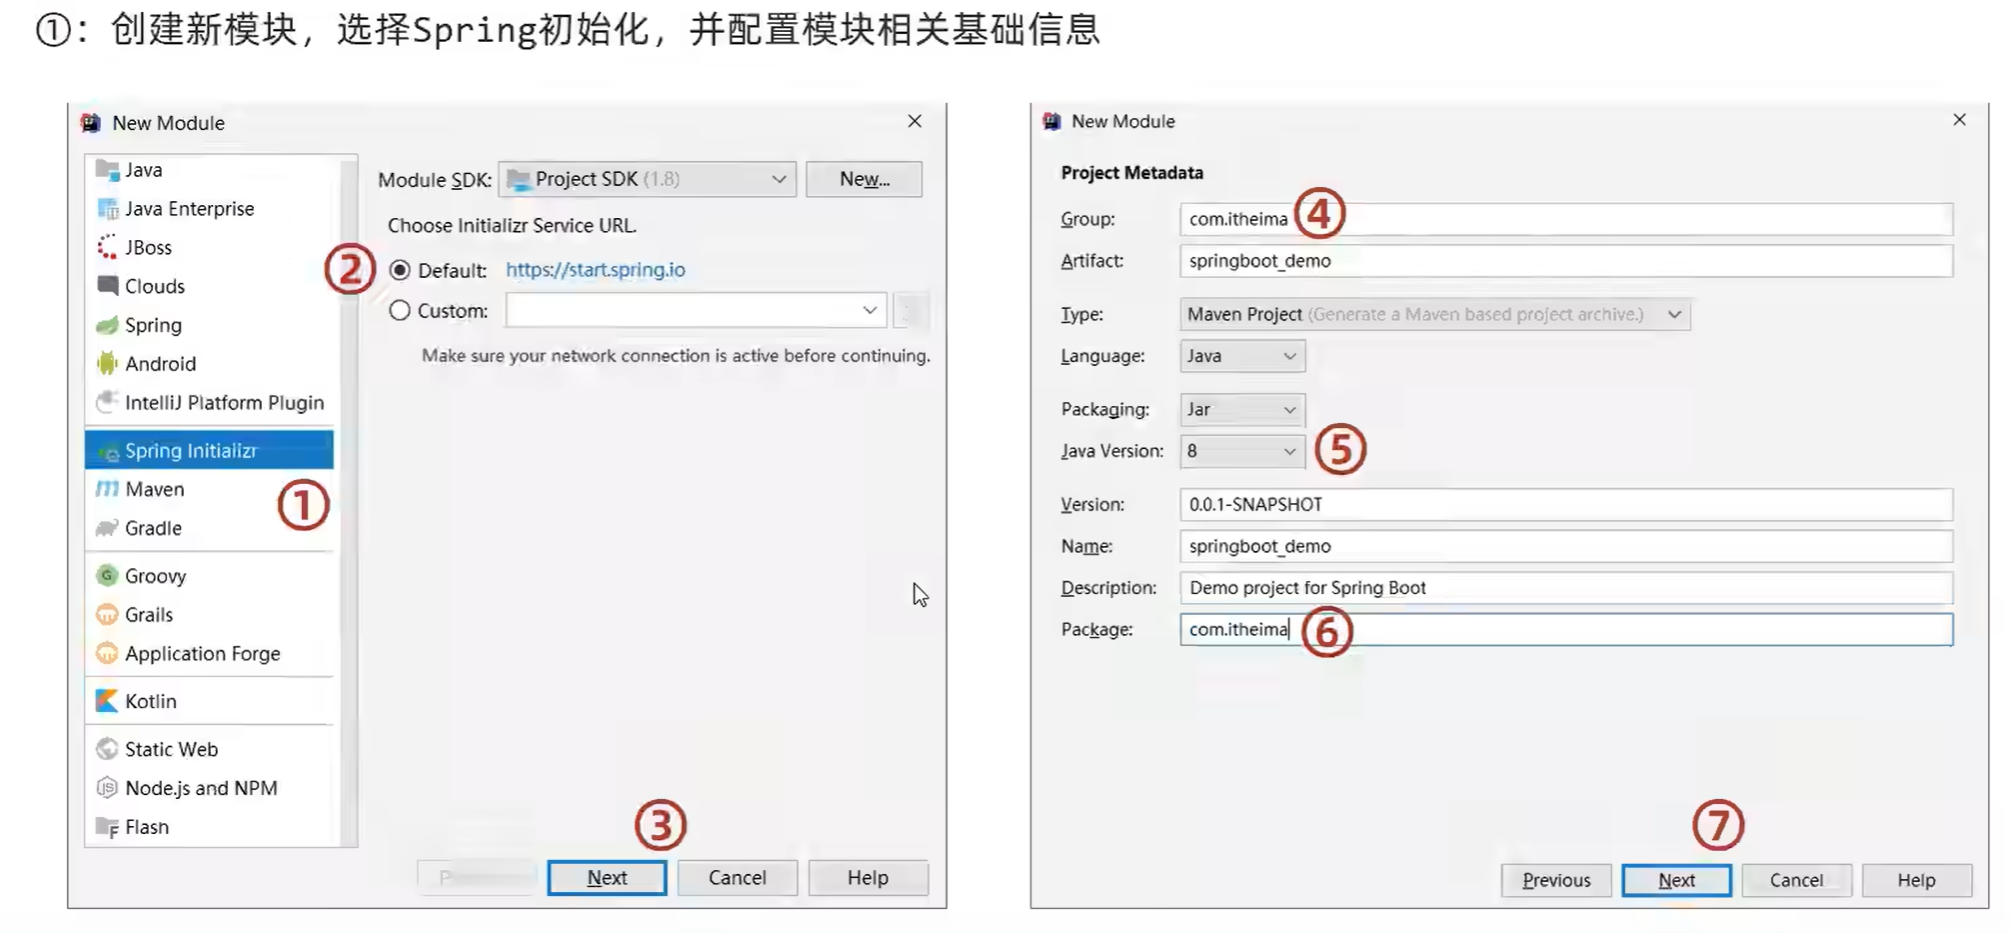 ①：创建新模块，选择Spring初始化，并配置模块相关基础信息
New Module
Java
Java Enterprise
JBoss
Clouds
Spring
Android
IntelliJ Platform Plugin
Spring Initializr
①
Maven
Gradle
Groovy
Grails
Application Forge
Kotlin
Static Web
Node.js and NPM
Flash
Module SDK: Project SDK (1.8) New...
Choose Initializr Service URL.
② Default: https://start.spring.io
Custom:
Make sure your network connection is active before continuing.
③
Next Cancel Help
New Module
Project Metadata
Group: com.itheima ④
Artifact: springboot_demo
Type: Maven Project (Generate a Maven based project archive.)
Language: Java
Packaging: Jar
Java Version: 8 ⑤
Version: 0.0.1-SNAPSHOT
Name: springboot_demo
Description: Demo project for Spring Boot
Package: com.itheima ⑥
⑦
Previous Next Cancel Help